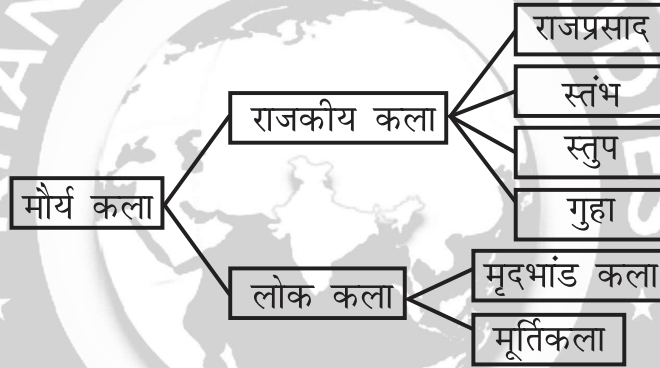 राजप्रसाद
स्तंभ
राजकीय कला
स्तुप
मौर्य कला
गुहा
लोक कला
मृदभांड कला
मूर्तिकला